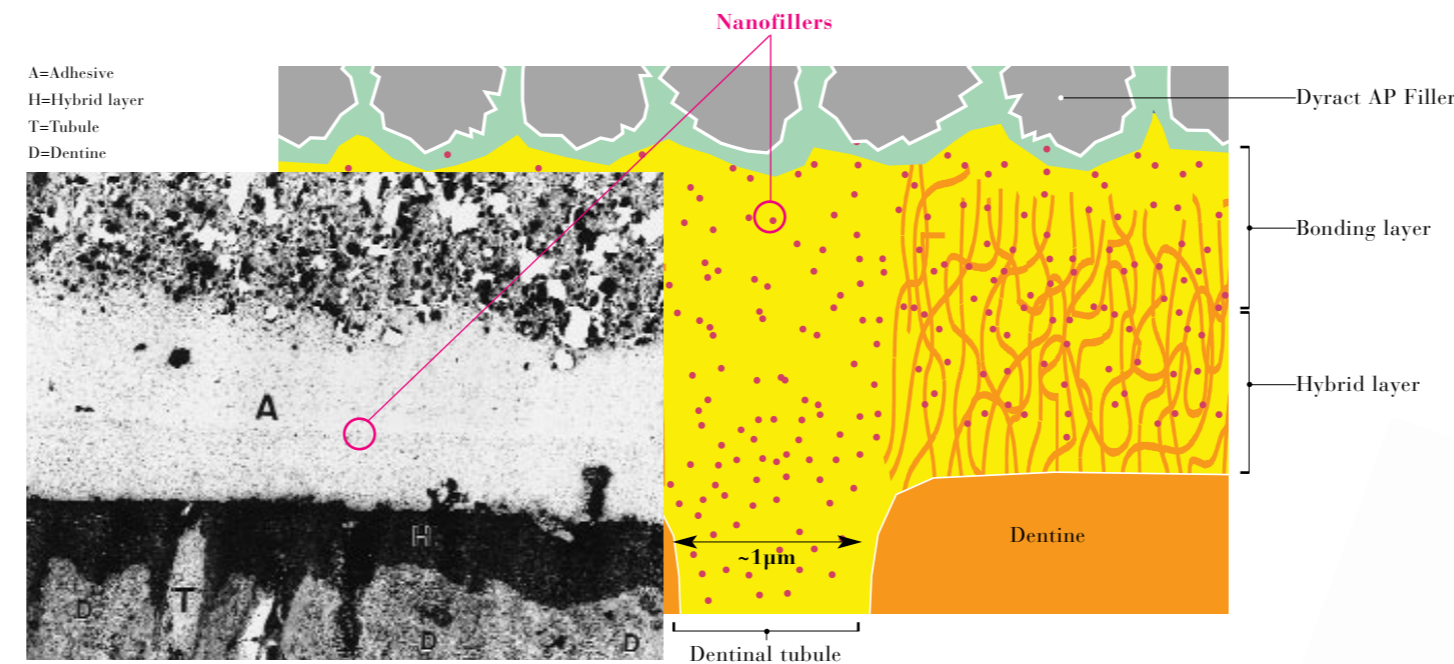 Nanofillers
A=Adhesive
H=Hybrid layer
T=Tubule
D=Dentine
Dyract AP Filler
Bonding layer
Hybrid layer
A
H
Dentine
~1µm
D
T
D
D
Dentinal tubule